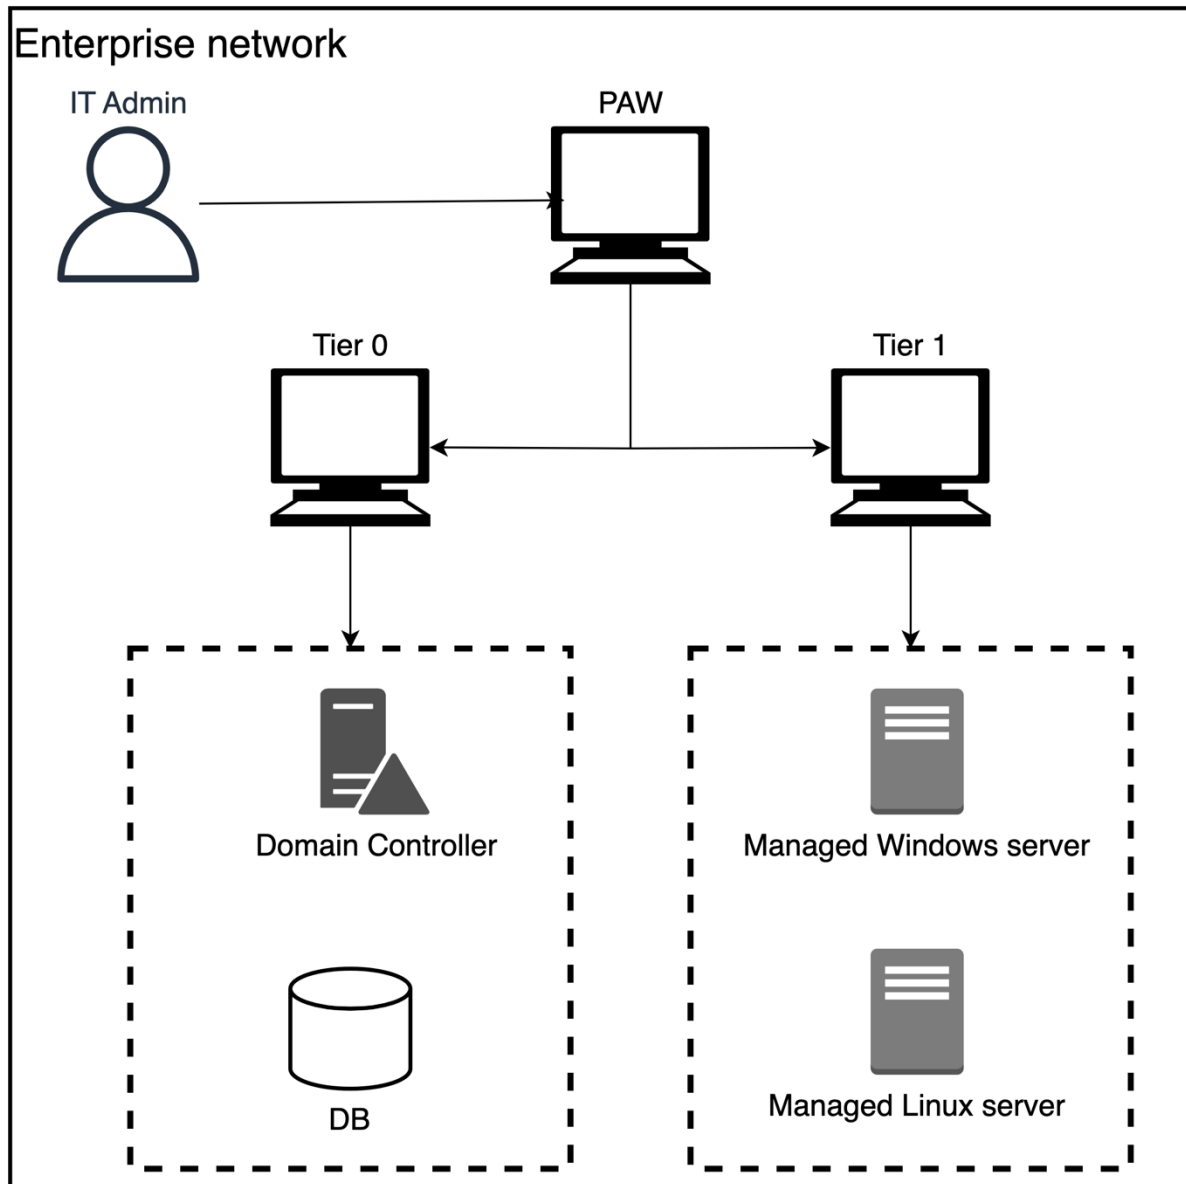 Enterprise network
IT Admin
PAW
Tier 0
Tier 1
Domain Controller
Managed Windows server
DB
Managed Linux server